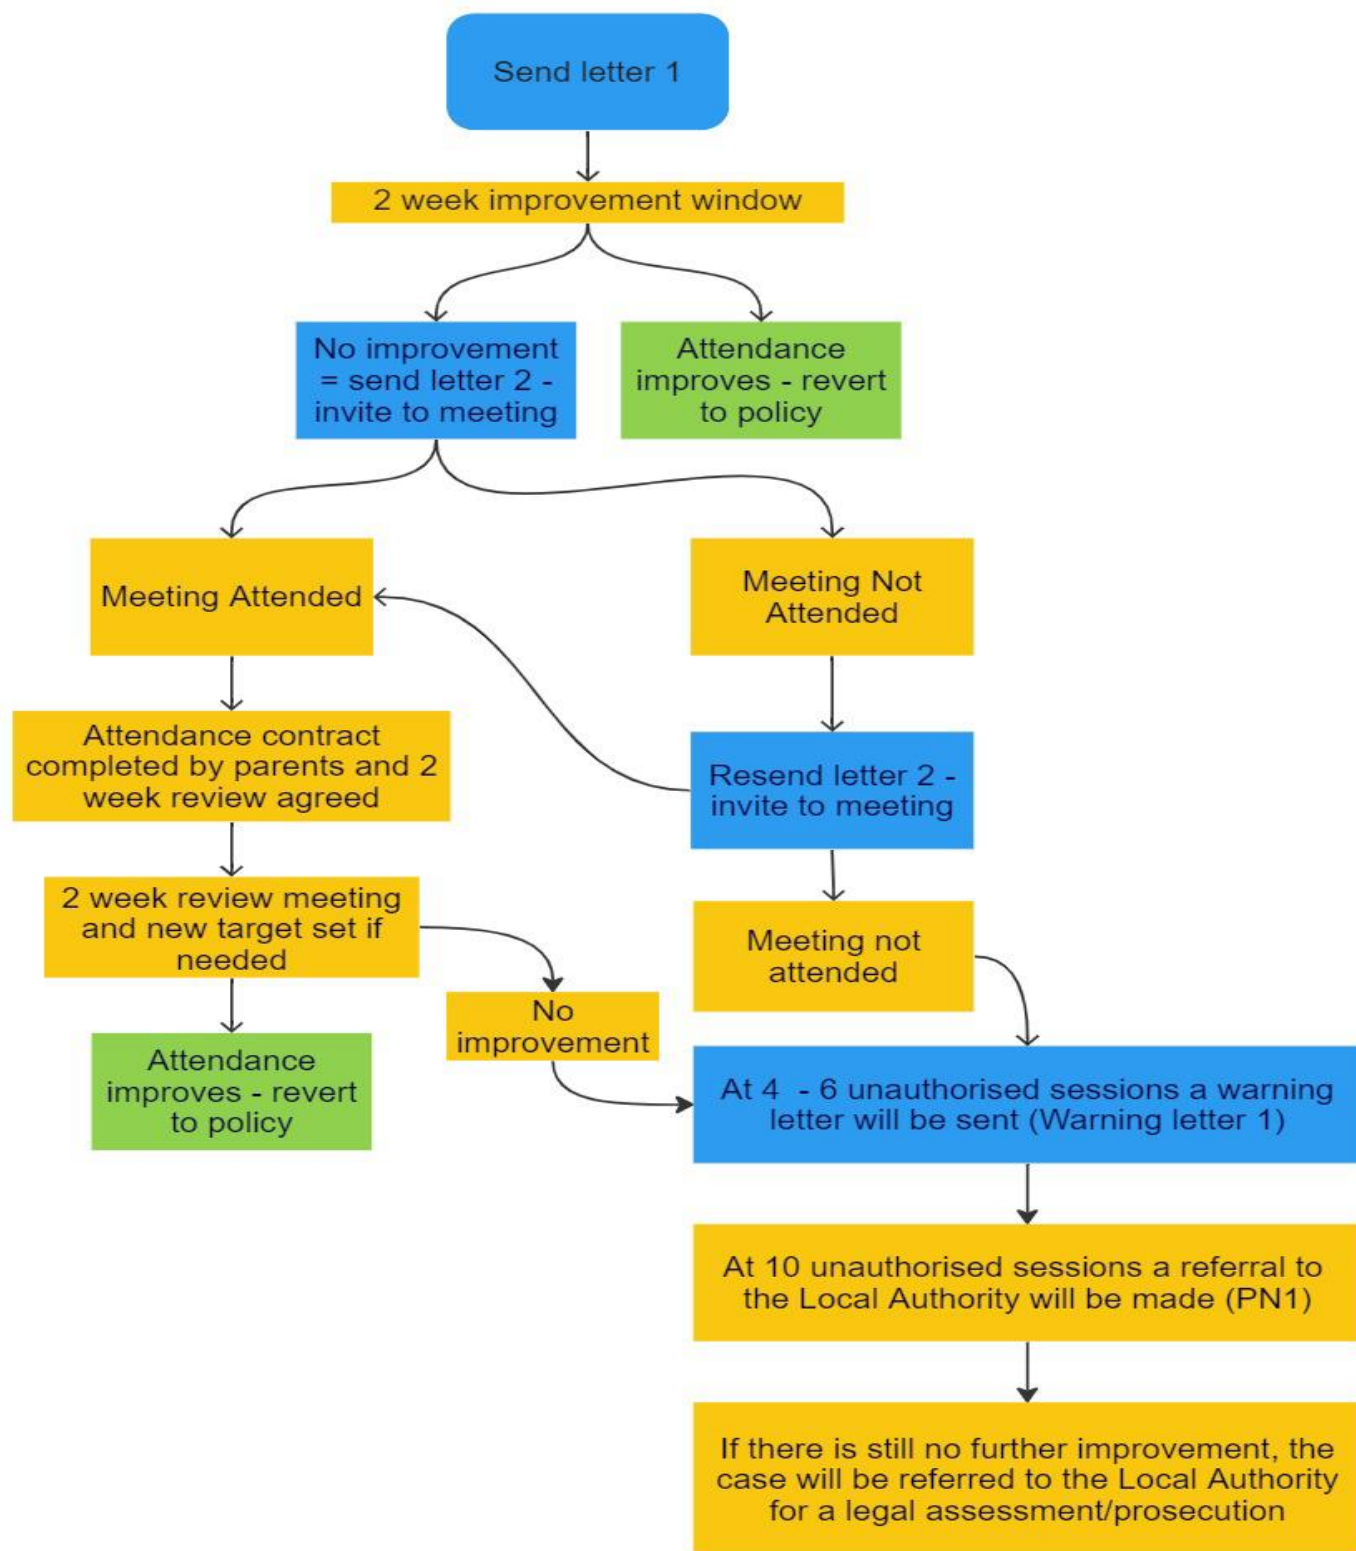 Send letter 1
2 week improvement window
No improvement
= send letter 2 -
invite to meeting
Attendance
improves - revert
to policy
Meeting Attended
Meeting Not
Attended
Attendance contract
completed by parents and 2
week review agreed
Resend letter 2 -
invite to meeting
2 week review meeting
and new target set if
needed
Meeting not
attended
No
improvement
Attendance
improves - revert
to policy
At 4  - 6 unauthorised sessions a warning
letter will be sent (Warning letter 1)
At 10 unauthorised sessions a referral to
the Local Authority will be made (PN1)
If there is still no further improvement, the
case will be referred to the Local Authority
for a legal assessment/prosecution